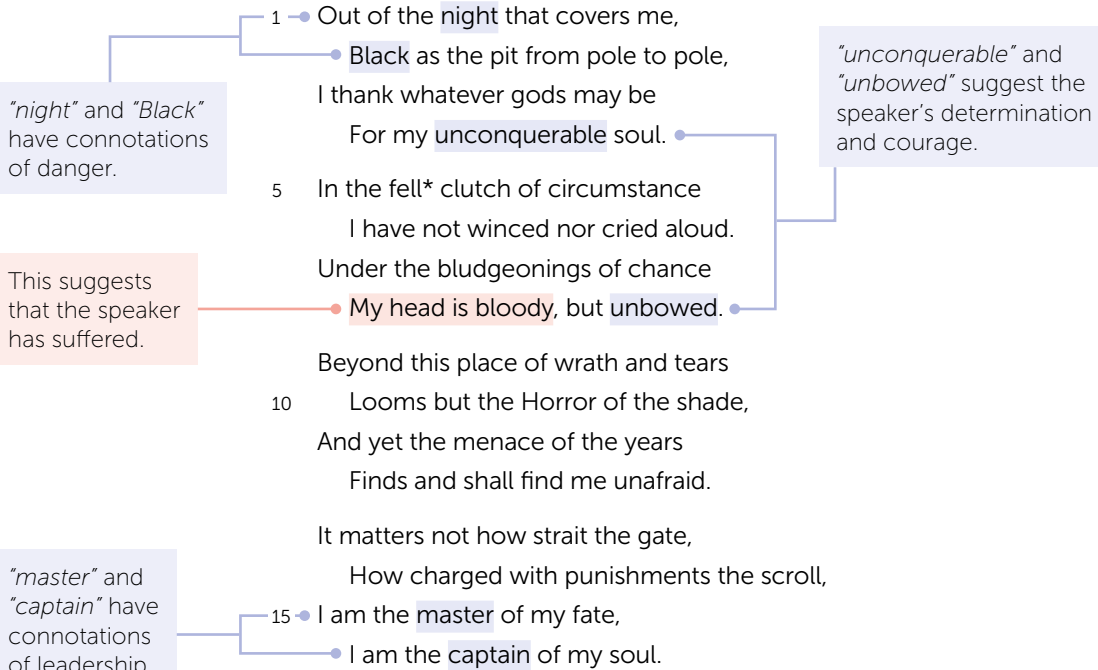 1 Out of the night that covers me,
Black as the pit from pole to pole,
I thank whatever gods may be
For my unconquerable soul.
5 In the fell* clutch of circumstance
I have not winced nor cried aloud.
Under the bludgeonings of chance
My head is bloody, but unbowed.
Beyond this place of wrath and tears
10 Looms but the Horror of the shade,
And yet the menace of the years
Finds and shall find me unafraid.
It matters not how strait the gate,
How charged with punishments the scroll,
15 I am the master of my fate,
I am the captain of my soul.
"night" and "Black"
have connotations
of danger.
"unconquerable" and
"unbowed" suggest the
speaker's determination
and courage.
This suggests
that the speaker
has suffered.
"master" and
"captain" have
connotations
of leadership